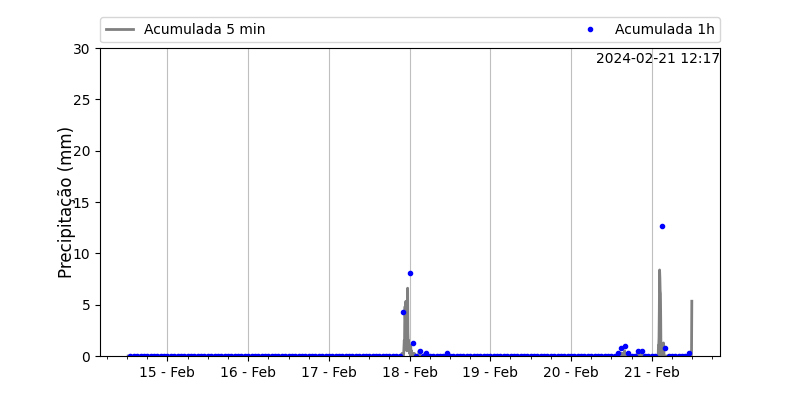 Acumulada 5 min
Acumulada 1h
2024-02-21 12:17
Precipitação (mm)
30
25
20
15
10
5
0
15 - Feb
16 - Feb
17 - Feb
18 - Feb
19 - Feb
20 - Feb
21 - Feb